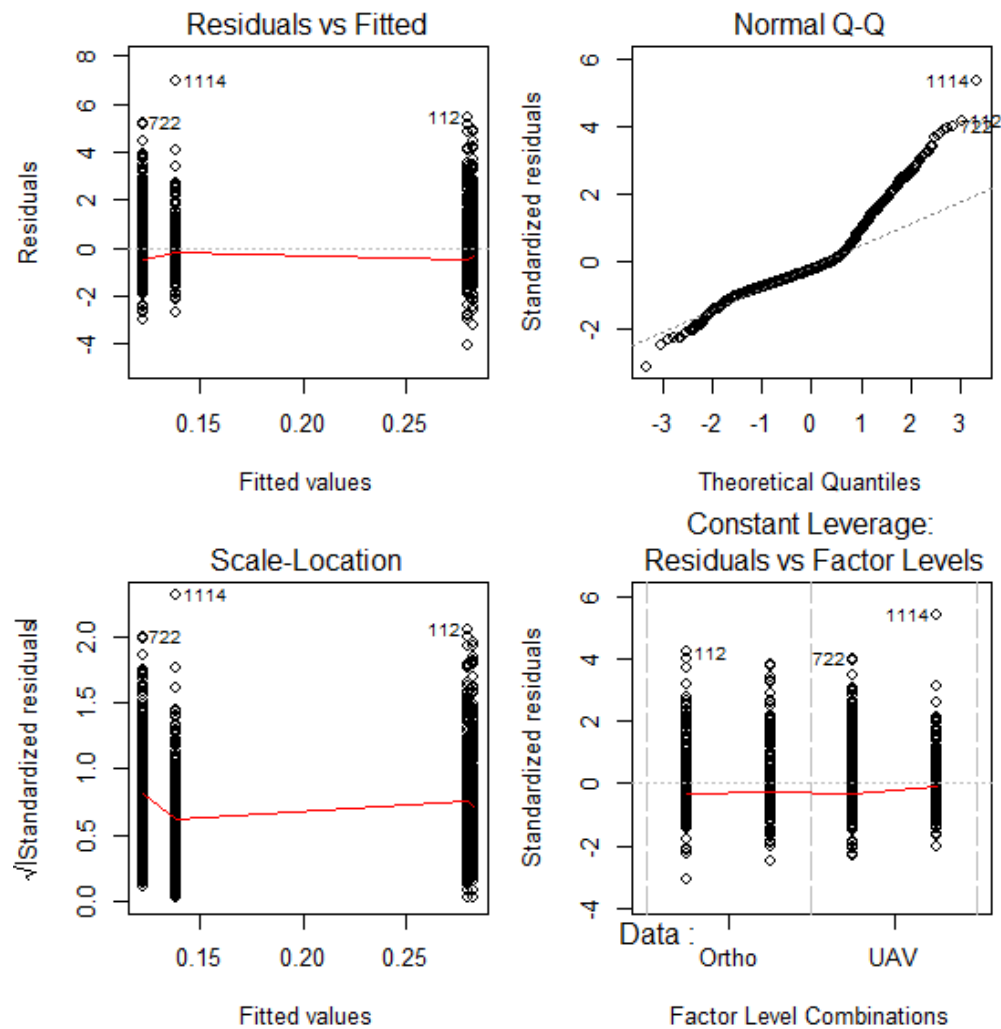 Residuals vs Fitted
Residuals
8
6
4
2
0
-2
-4
1114
722
112
0.15 0.20 0.25
Fitted values
Normal Q-Q
Standardized residuals
6
4
2
0
-2
1114
112
722
-3 -2 -1 0 1 2 3
Theoretical Quantiles
Scale-Location
√|Standardized residuals|
2.0
1.5
1.0
0.5
0.0
1114
722
112
0.15 0.20 0.25
Fitted values
Constant Leverage:
Residuals vs Factor Levels
Standardized residuals
6
4
2
0
-2
-4
1114
112
722
Data :
Ortho UAV
Factor Level Combinations